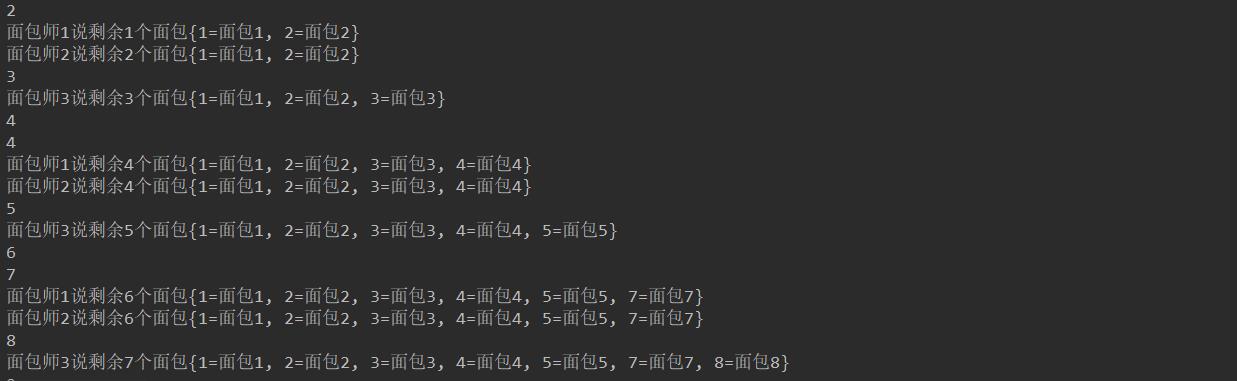 2
面包师1说剩余1个面包{1=面包1, 2=面包2}
面包师2说剩余2个面包{1=面包1, 2=面包2}
3
面包师3说剩余3个面包{1=面包1, 2=面包2, 3=面包3}
4
4
面包师1说剩余4个面包{1=面包1, 2=面包2, 3=面包3, 4=面包4}
面包师2说剩余4个面包{1=面包1, 2=面包2, 3=面包3, 4=面包4}
5
面包师3说剩余5个面包{1=面包1, 2=面包2, 3=面包3, 4=面包4, 5=面包5}
6
7
面包师1说剩余6个面包{1=面包1, 2=面包2, 3=面包3, 4=面包4, 5=面包5, 7=面包7}
面包师2说剩余6个面包{1=面包1, 2=面包2, 3=面包3, 4=面包4, 5=面包5, 7=面包7}
8
面包师3说剩余7个面包{1=面包1, 2=面包2, 3=面包3, 4=面包4, 5=面包5, 7=面包7, 8=面包8}